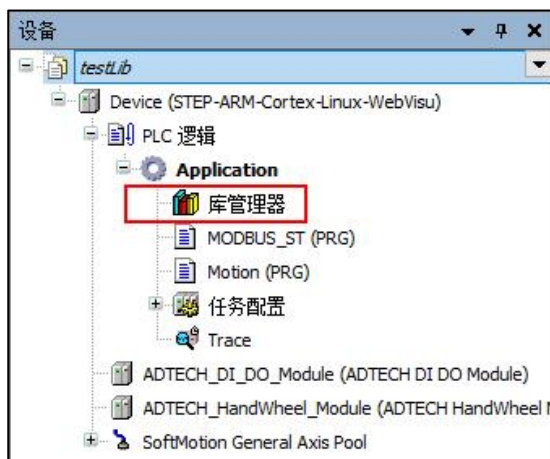 设备
testLib
Device (STEP-ARM-Cortex-Linux-WebVisu)
PLC 逻辑
Application
库管理器
MODBUS_ST (PRG)
Motion (PRG)
任务配置
Trace
ADTECH_DI_DO_Module (ADTECH DI DO Module)
ADTECH_HandWheel_Module (ADTECH HandWheel
SoftMotion General Axis Pool